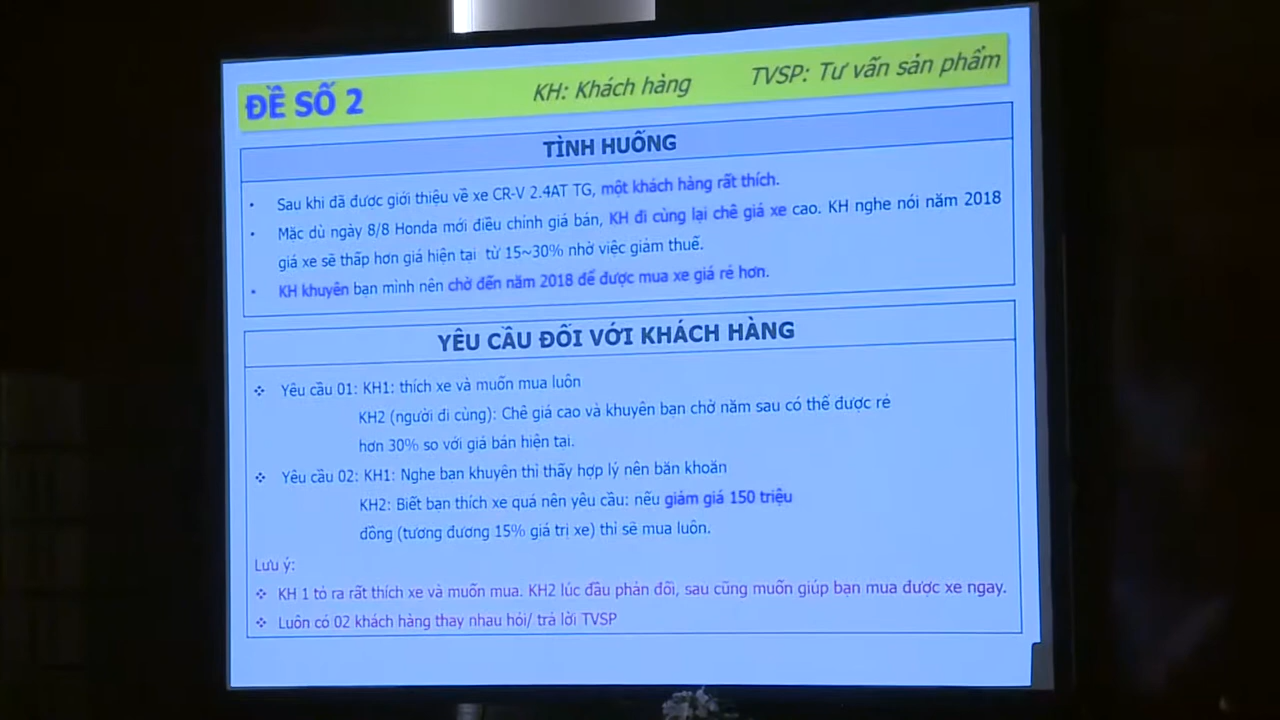 ĐỀ SỐ 2 KH: Khách hàng TVSP: Tư vấn sản phẩm
TÌNH HUỐNG
• Sau khi đã được giới thiệu về xe CR-V 2.4AT TG, một khách hàng rất thích.
• Mặc dù ngày 8/8 Honda mới điều chỉnh giá bán, KH đi cùng lại chê giá xe cao. KH nghe nói năm 2018
giá xe sẽ thấp hơn giá hiện tại từ 15~30% nhờ việc giảm thuế.
• KH khuyên bạn mình nên chờ đến năm 2018 để được mua xe giá rẻ hơn.
YÊU CẦU ĐỐI VỚI KHÁCH HÀNG
❖ Yêu cầu 01: KH1: thích xe và muốn mua luôn
KH2 (người đi cùng): Chê giá cao và khuyên bạn chờ năm sau có thể được rẻ
hơn 30% so với giá bán hiện tại.
❖ Yêu cầu 02: KH1: Nghe bạn khuyên thì thấy hợp lý nên băn khoăn
KH2: Biết bạn thích xe quá nên yêu cầu: nếu giảm giá 150 triệu
đồng (tương đương 15% giá trị xe) thì sẽ mua luôn.
Lưu ý:
❖ KH 1 tỏ ra rất thích xe và muốn mua. KH2 lúc đầu phản đối, sau cũng muốn giúp bạn mua được xe ngay.
❖ Luôn có 02 khách hàng thay nhau hỏi/ trả lời TVSP